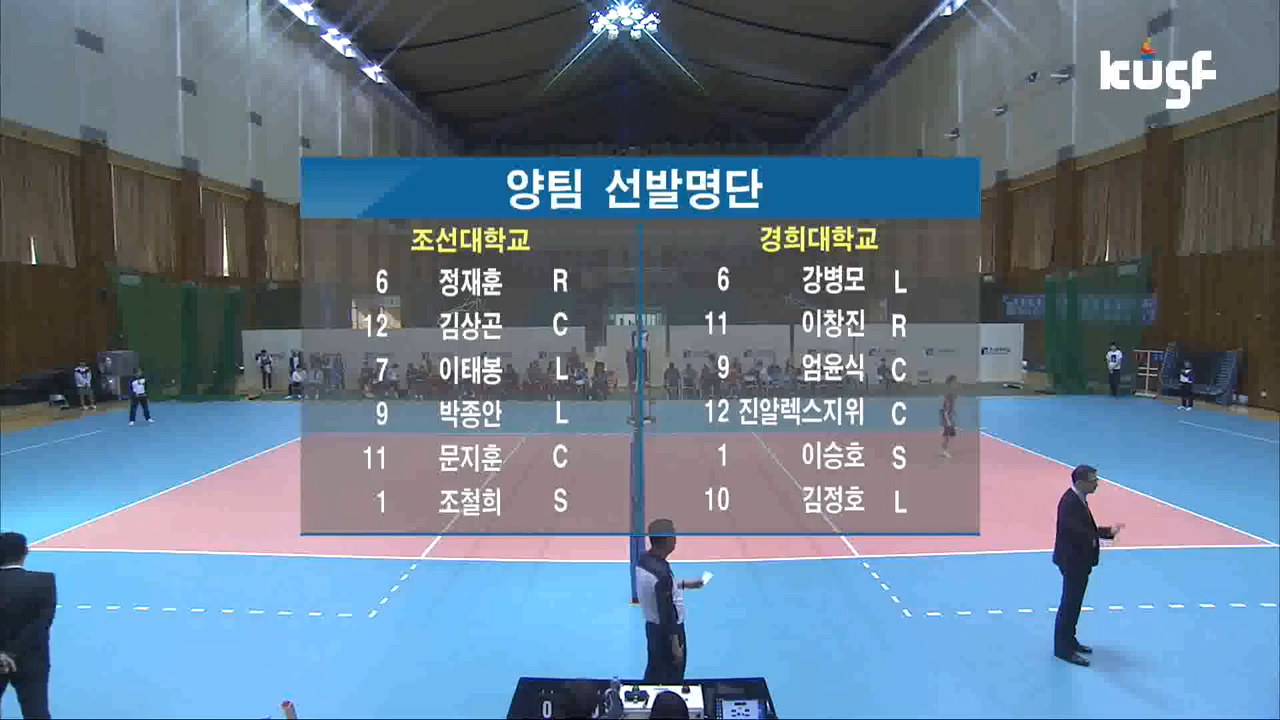 kusf
양팀 선발명단
조선대학교
6 정재훈 R
12 김상곤 C
7 이태봉 L
9 박종안 L
11 문지훈 C
1 조철희 S
경희대학교
6 강병모 L
11 이창진 R
9 엄윤식 C
12 진알렉스지위 C
1 이승호 S
10 김정호 L
0